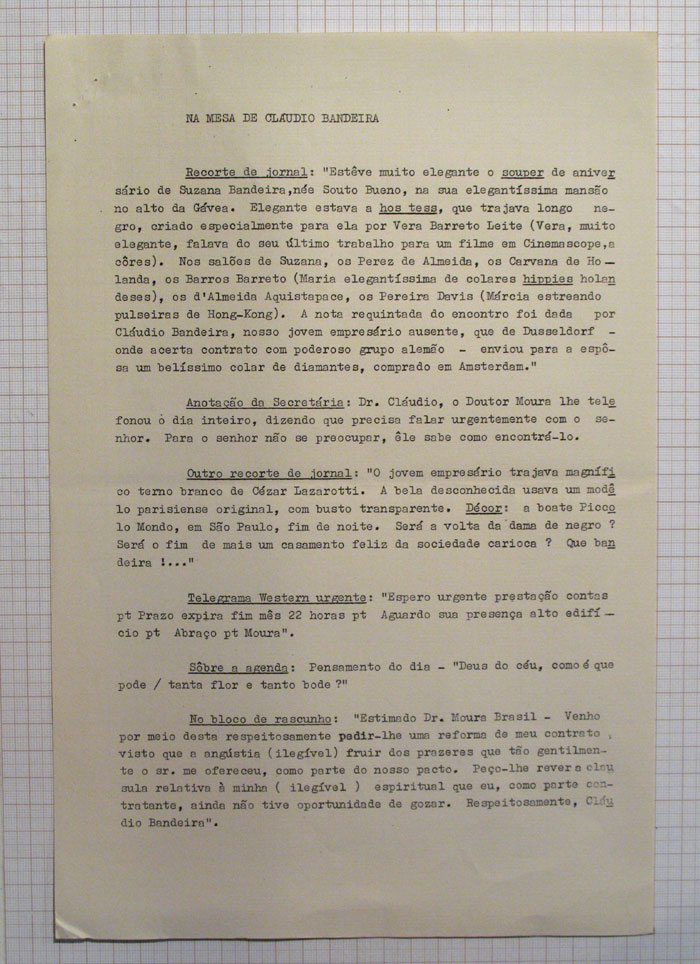 NA MESA DE CLÁUDIO BANDEIRA
Recorte de jornal: "Estêve muito elegante o souper de aniver
sário de Suzana Bandeira,née Souto Bueno, na sua elegantíssima mansão
no alto da Gávea. Elegante estava a hos tess, que trajava longo ne-
gro, criado especialmente para ela por Vera Barreto Leite (Vera, muito
elegante, falava do seu último trabalho para um filme em Cinemascope,a
côres). Nos salões de Suzana, os Perez de Almeida, os Carvana de Ho-
landa, os Barros Barreto (Maria elegantíssima de colares hippies holan
deses), os d'Almeida Aquistapace, os Pereira Davis (Márcia estreando
pulseiras de Hong-Kong). A nota requintada do encontro foi dada por
Cláudio Bandeira, nosso jovem empresário ausente, que de Dusseldorf -
onde acerta contrato com poderoso grupo alemão - enviou para a espô-
sa um belíssimo colar de diamantes, comprado em Amsterdam."
Anotação da Secretária: Dr. Cláudio, o Doutor Moura lhe tele
fonou o dia inteiro, dizendo que precisa falar urgentemente com o se-
nhor. Para o senhor não se preocupar, êle sabe como encontrá-lo.
Outro recorte de jornal: "O jovem empresário trajava magnífi
co terno branco de Cézar Lazarotti. A bela desconhecida usava um modê
lo parisiense original, com busto transparente. Décor: a boate Picco
lo Mondo, em São Paulo, fim de noite. Será a volta da dama de negro ?
Será o fim de mais um casamento feliz da sociedade carioca ? Que ban
deira !..."
Telegrama Western urgente: "Espero urgente prestação contas
pt Prazo expira fim mês 22 horas pt Aguardo sua presença alto edifí-
cio pt Abraço pt Moura".
Sôbre a agenda: Pensamento do dia - "Deus do céu, como é que
pode / tanta flor e tanto bode ?"
No bloco de rascunho: "Estimado Dr. Moura Brasil - Venho
por meio desta respeitosamente pedir-lhe uma reforma de meu contrato ,
visto que a angústia (ilegível) fruir dos prazeres que tão gentilmen-
te o sr. me ofereceu, como parte do nosso pacto. Peço-lhe rever a cláu
sula relativa à minha ( ilegível ) espiritual que eu, como parte con-
tratante, ainda não tive oportunidade de gozar. Respeitosamente, Cláu
dio Bandeira".